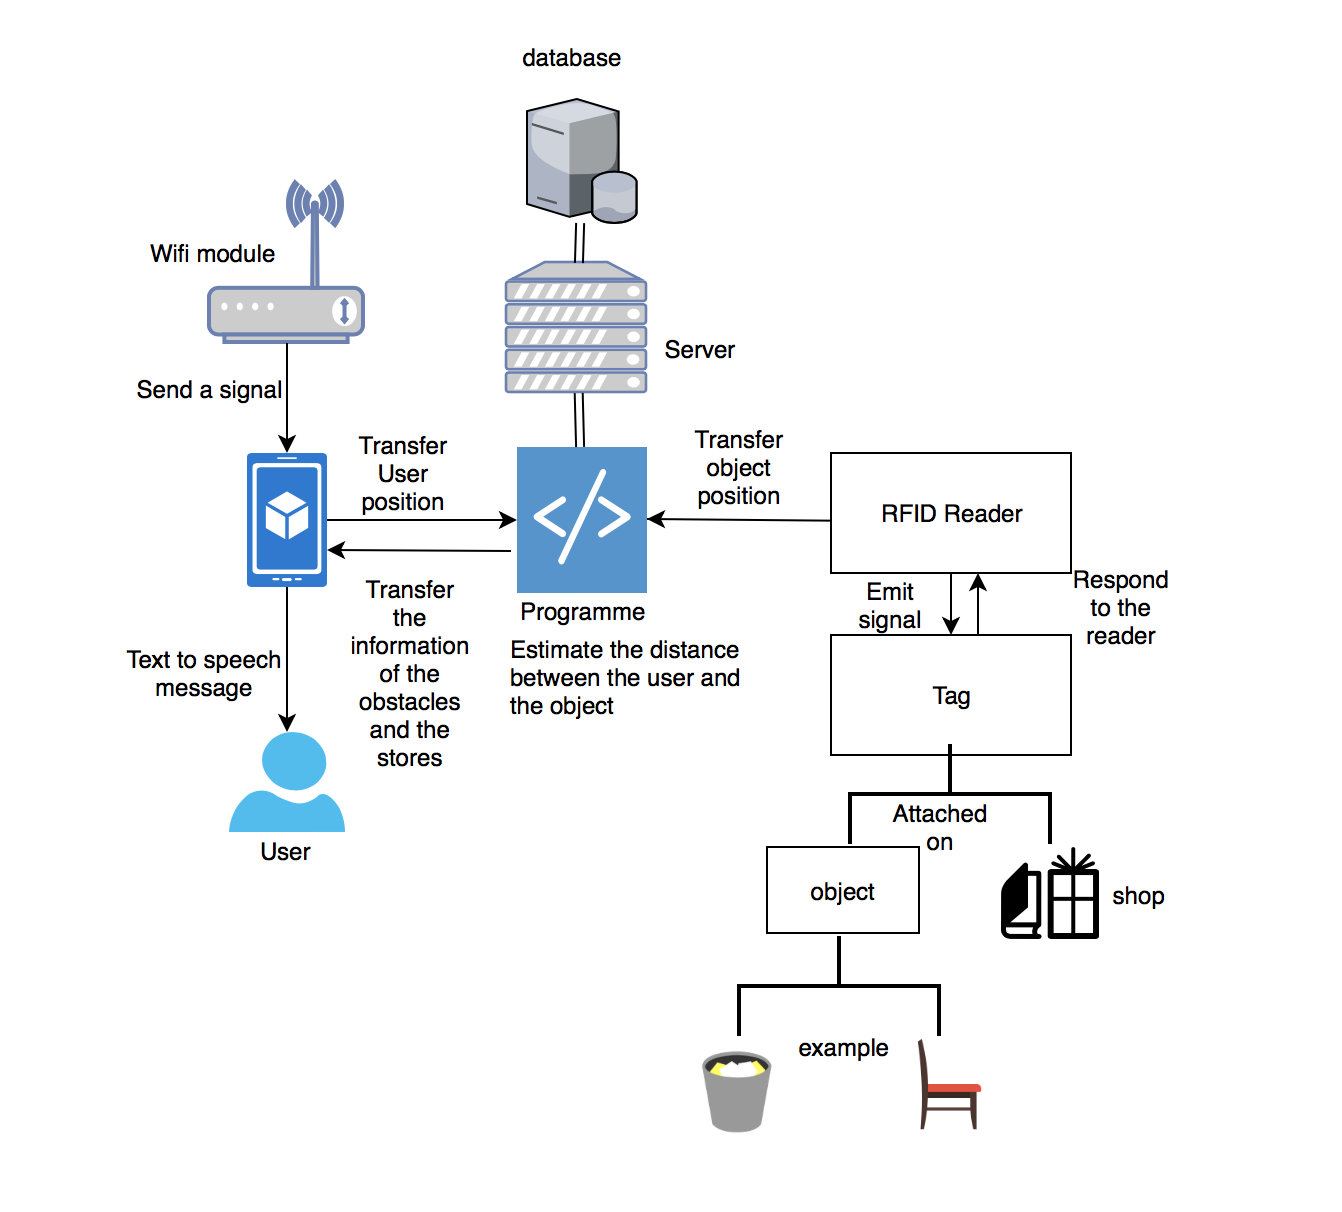 database
Wifi module
Server
Send a signal
Transfer
User
position
Transfer
object
position
RFID Reader
Emit
signal
Respond
to the
reader
Transfer
the
information
of the
obstacles
and the
stores
Programme
Estimate the distance
between the user and
the object
Text to speech
message
Tag
User
Attached
on
object
shop
example